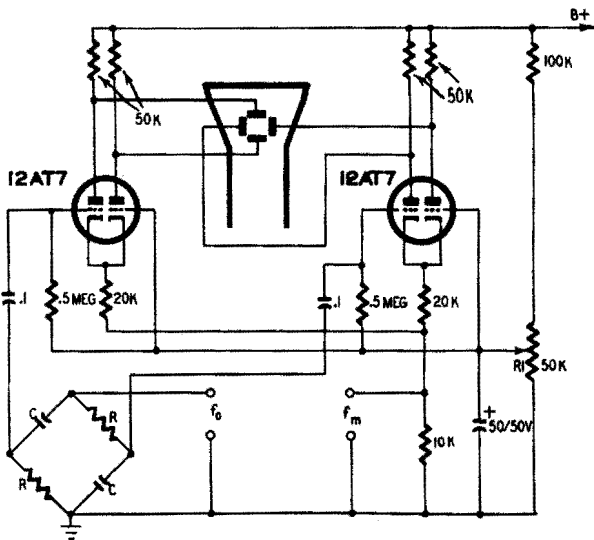 B+
100K
50K
50K
12AT7
12AT7
.1
.5 MEG
20K
.1
.5 MEG
20K
R1
50K
C
R
fo
fm
+
50/50V
10K
R
C